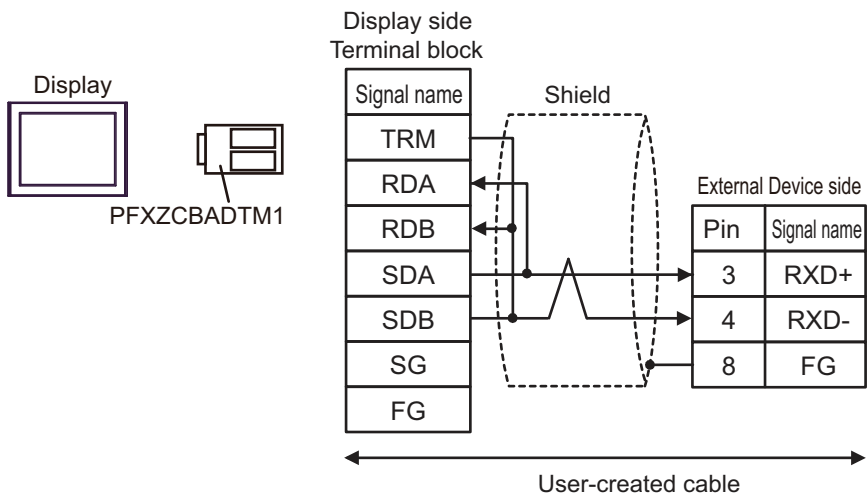 Display side
Terminal block
Display
PFXZCBADTM1
Signal name
TRM
RDA
RDB
SDA
SDB
SG
FG
Shield
External Device side
Pin Signal name
3 RXD+
4 RXD-
8 FG
User-created cable